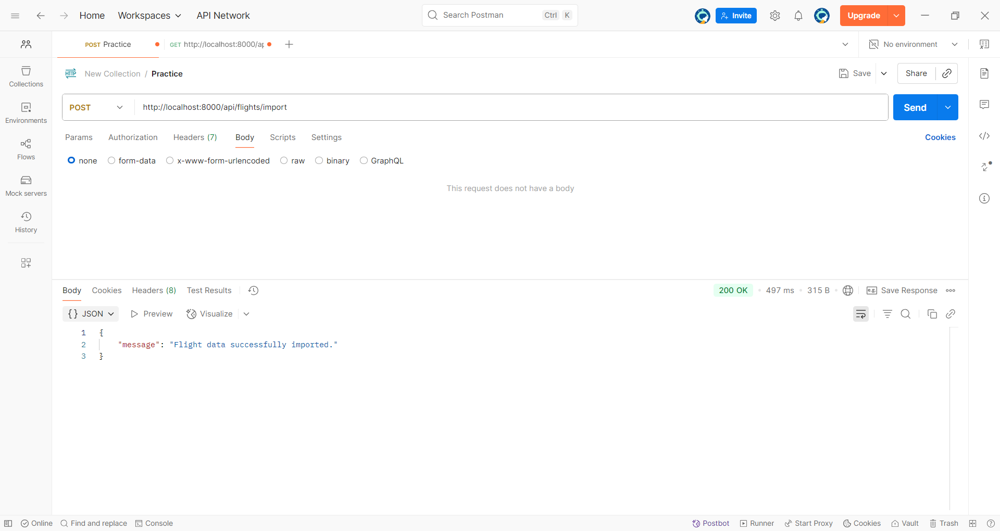 Home Workspaces API Network Search Postman Ctrl K Invite Upgrade
POST Practice GET http://localhost:8000/ap No environment
HTTP New Collection / Practice Save Share
POST http://localhost:8000/api/flights/import Send
Params Authorization Headers (7) Body Scripts Settings Cookies
none form-data x-www-form-urlencoded raw binary GraphQL
This request does not have a body
Collections
Environments
Flows
Mock servers
History
Body Cookies Headers (8) Test Results 200 OK • 497 ms • 315 B • e.g. Save Response
{} JSON Preview Visualize
1 {
2 "message": "Flight data successfully imported."
3 }
Online Find and replace Console Postbot Runner Start Proxy Cookies Vault Trash